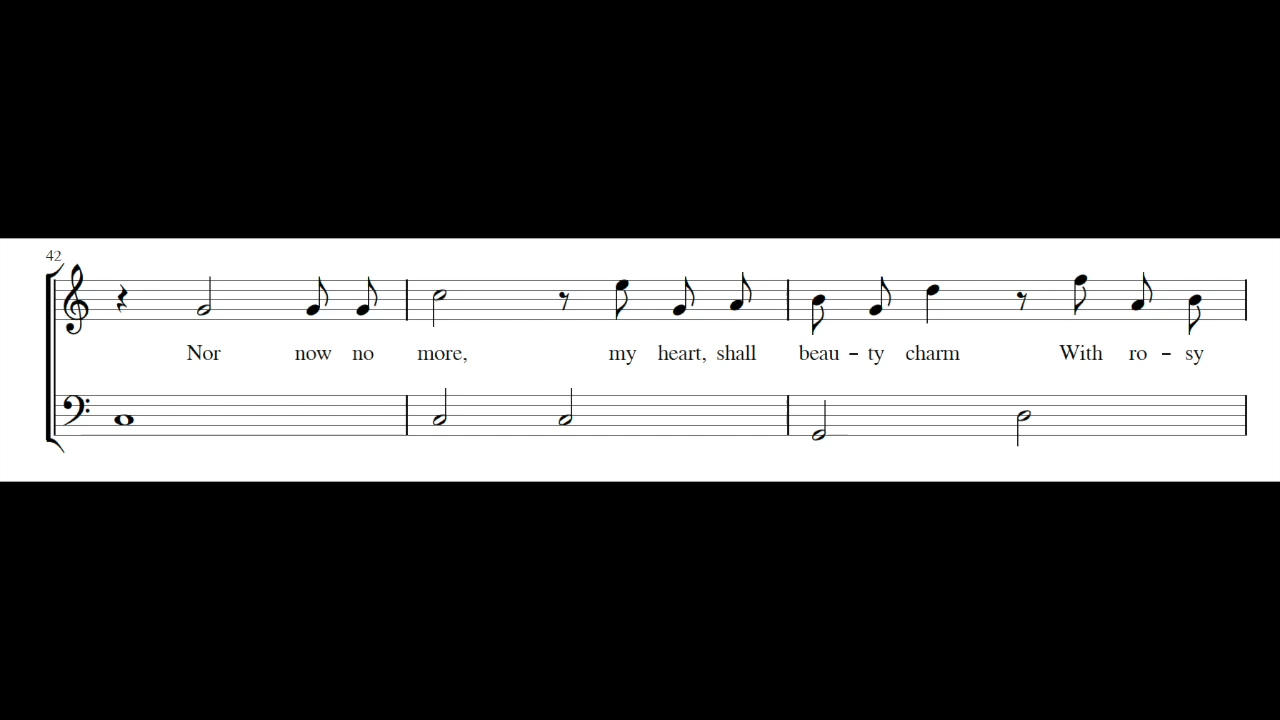 42
Nor now no more, my heart, shall beau – ty charm With ro – sy